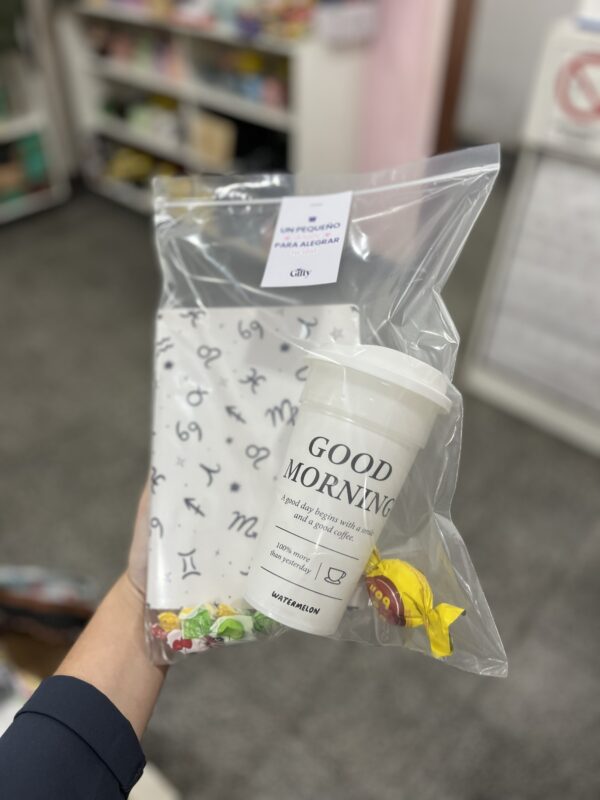 UN PEQUEÑO
PARA ALEGRAR
Gifty
GOOD
MORNING
A good day begins with a smile
and a good coffee.
100% more
than yesterday
WATERMELON